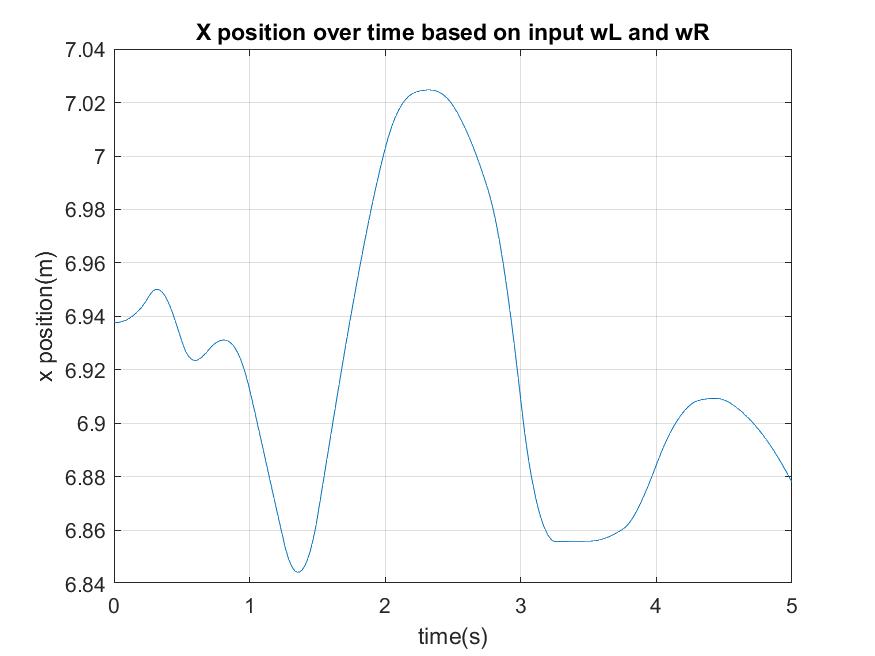 X position over time based on input wL and wR
7.04
7.02
7
6.98
6.96
6.94
6.92
6.9
6.88
6.86
6.84
x position(m)
0 1 2 3 4 5
time(s)